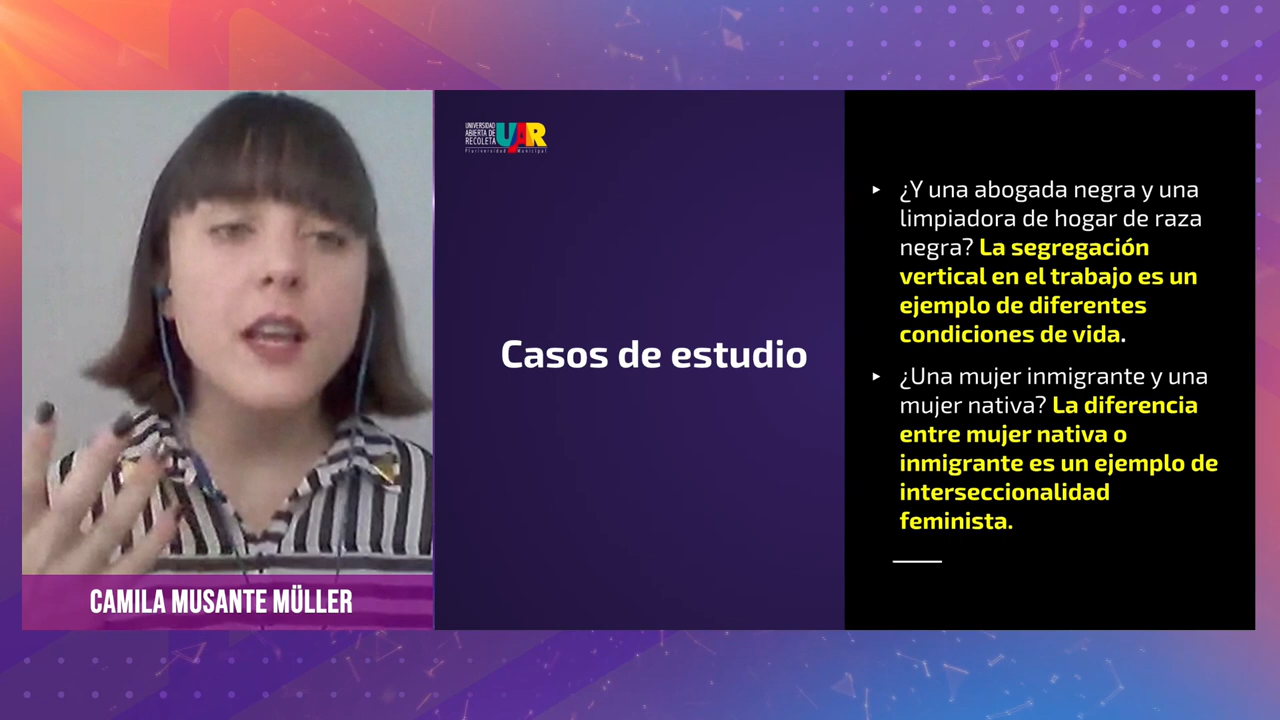 UNIVERSIDAD
ABIERTA DE
RECOLETA
UAR
Pluriversidad Municipal
Casos de estudio
¿Y una abogada negra y una
limpiadora de hogar de raza
negra? La segregación
vertical en el trabajo es un
ejemplo de diferentes
condiciones de vida.
¿Una mujer inmigrante y una
mujer nativa? La diferencia
entre mujer nativa o
inmigrante es un ejemplo de
interseccionalidad
feminista.
CAMILA MUSANTE MÜLLER